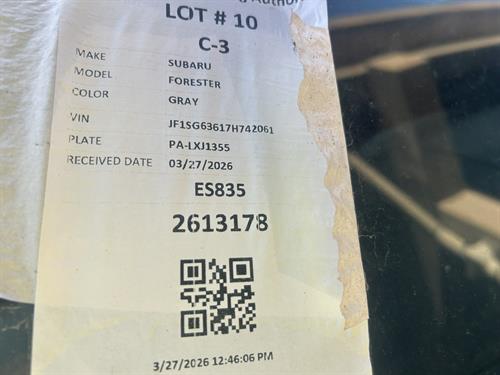 LOT # 10
C-3
MAKE SUBARU
MODEL FORESTER
COLOR GRAY
VIN JF1SG63617H742061
PLATE PA-LXJ1355
RECEIVED DATE 03/27/2026
ES835
2613178
3/27/2026 12:46:06 PM